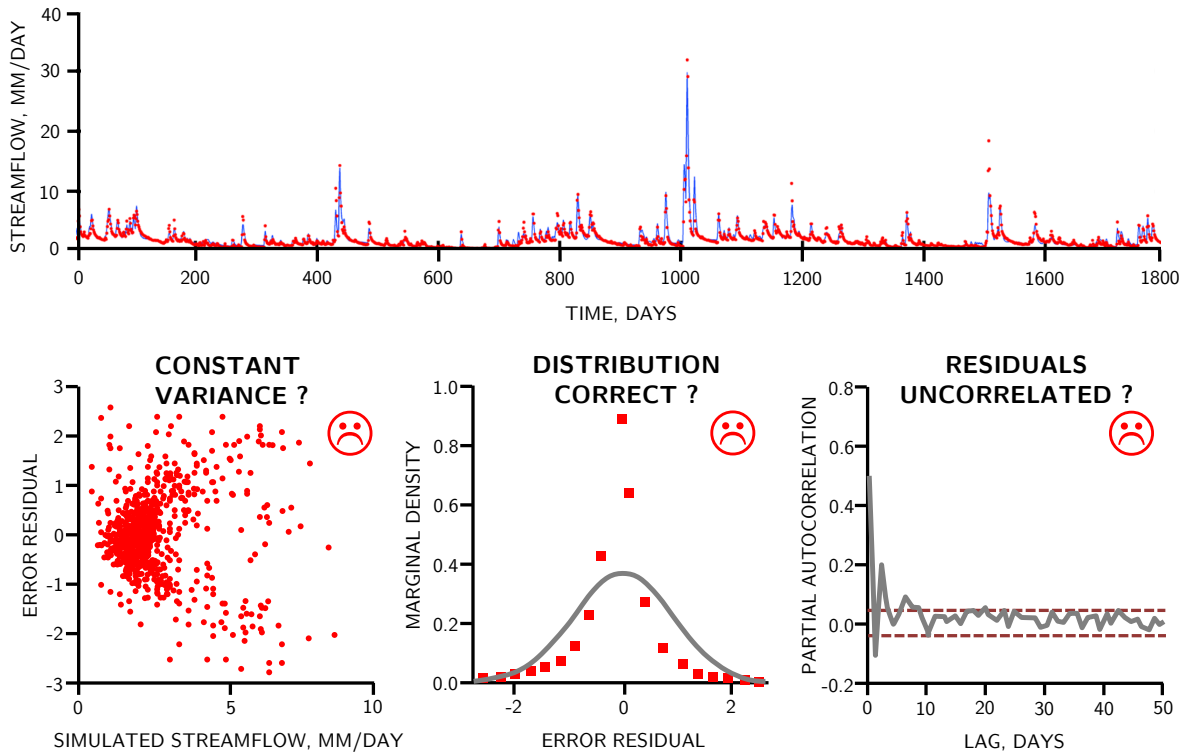 STREAMFLOW, MM/DAY
40
30
20
10
0
0 200 400 600 800 1000 1200 1400 1600 1800
TIME, DAYS
CONSTANT
VARIANCE ?
ERROR RESIDUAL
3
2
1
0
-1
-2
-3
0 5 10
SIMULATED STREAMFLOW, MM/DAY
DISTRIBUTION
CORRECT ?
MARGINAL DENSITY
1.0
0.8
0.6
0.4
0.2
0.0
-2 0 2
ERROR RESIDUAL
RESIDUALS
UNCORRELATED ?
PARTIAL AUTOCORRELATION
0.8
0.6
0.4
0.2
0.0
-0.2
0 10 20 30 40 50
LAG, DAYS